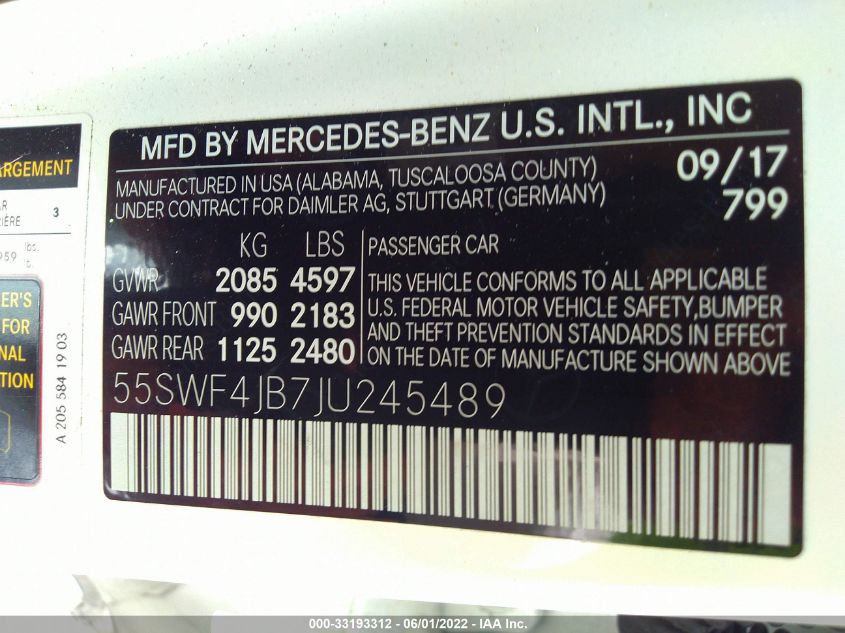 MFD BY MERCEDES-BENZ U.S. INTL., INC
MANUFACTURED IN USA (ALABAMA, TUSCALOOSA COUNTY)
UNDER CONTRACT FOR DAIMLER AG, STUTTGART (GERMANY)
09/17
799
KG LBS
GVWR 2085 4597
GAWR FRONT 990 2183
GAWR REAR 1125 2480
PASSENGER CAR
THIS VEHICLE CONFORMS TO ALL APPLICABLE
U.S. FEDERAL MOTOR VEHICLE SAFETY,BUMPER
AND THEFT PREVENTION STANDARDS IN EFFECT
ON THE DATE OF MANUFACTURE SHOWN ABOVE
55SWF4JB7JU245489
ARGEMENT
AR
IÈRE 3
959 lbs.
ER'S
FOR
NAL
TION
A 205 584 19 03
000-33193312 - 06/01/2022 - IAA Inc.